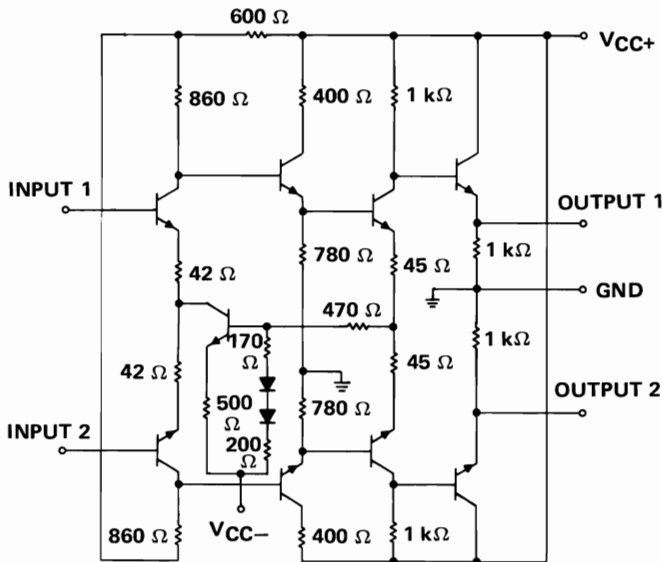 600 Ω
VCC+
860 Ω
400 Ω
1 kΩ
INPUT 1
OUTPUT 1
780 Ω
45 Ω
1 kΩ
42 Ω
GND
470 Ω
170
Ω
1 kΩ
42 Ω
45 Ω
500
Ω
780 Ω
OUTPUT 2
INPUT 2
200
Ω
VCC−
860 Ω
400 Ω
1 kΩ